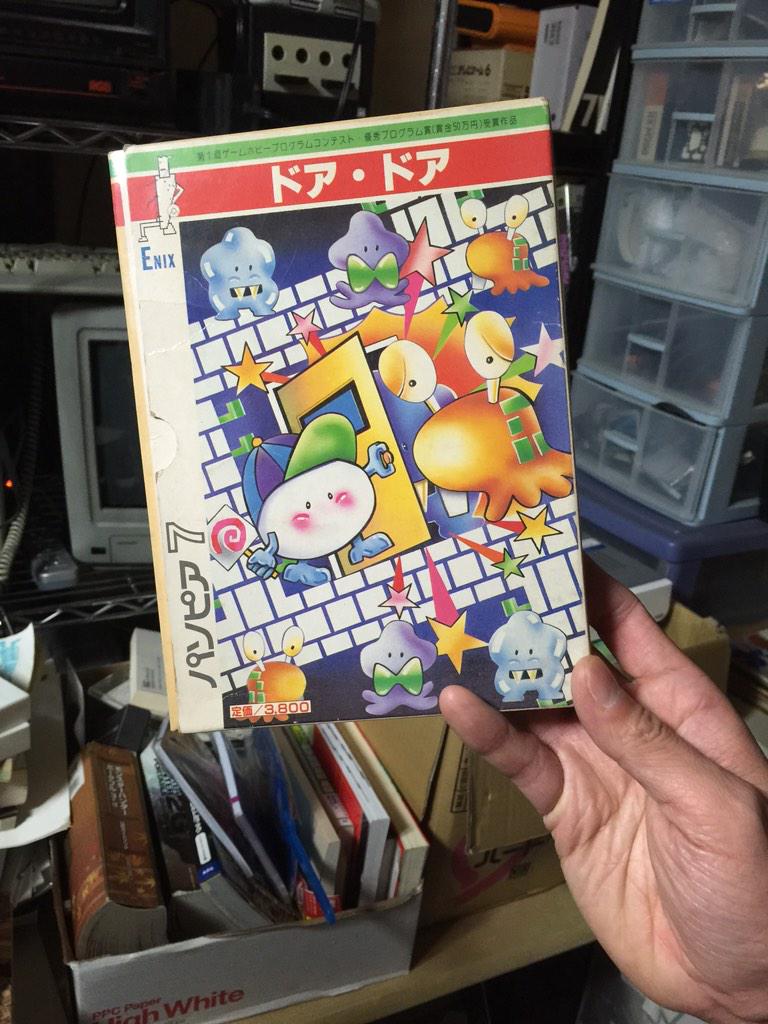 第1回ゲーム・ホビープログラムコンテスト・優秀プログラム賞(賞金50万円)受賞作品
ドア・ドア
ENIX
パソピア7
定価/3,800
PPC Paper
High White